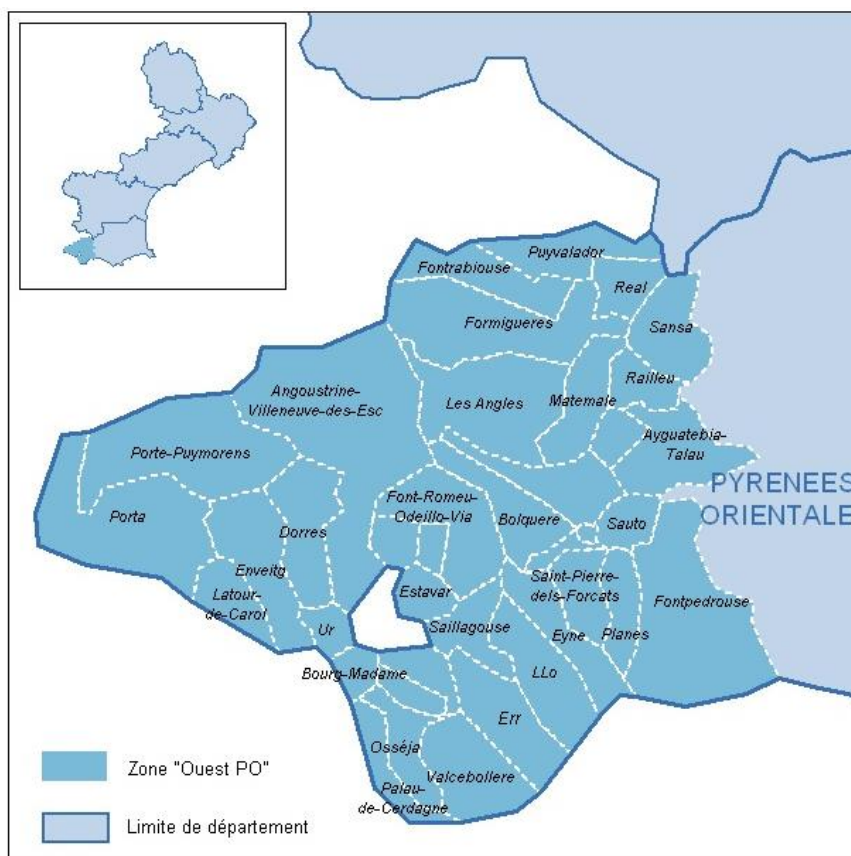 Puyvalador
Fontrabiouse
Real
Formigueres
Sansa
Railleu
Angoustrine-
Villeneuve-des-Esc
Les Angles
Matemale
Ayguatebia-
Talau
Porte-Puymorens
PYRENEES
ORIENTALE
Font-Romeu-
Odeillo-Via
Bolquere
Sauto
Porta
Dorres
Enveitg
Saint-Pierre-
dels-Forcats
Fontpedrouse
Latour-
de-Carol
Estavar
Saillagouse
Eyne
Planes
Ur
Bourg-Madame
LLo
Err
Osséja
Valcebollere
Palau-
de-Cerdagne
Zone "Ouest PO"
Limite de département